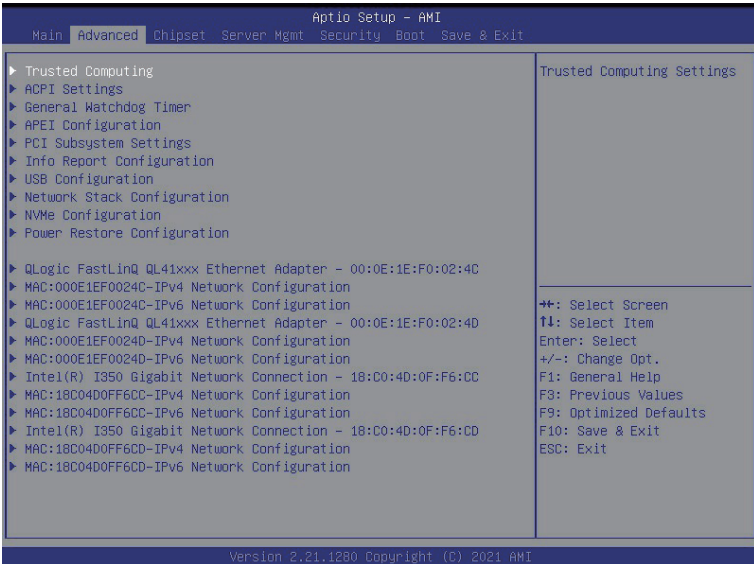 Aptio Setup – AMI
Main Advanced Chipset Server Mgmt Security Boot Save & Exit
Trusted Computing
ACPI Settings
General Watchdog Timer
APEI Configuration
PCI Subsystem Settings
Info Report Configuration
USB Configuration
Network Stack Configuration
NVMe Configuration
Power Restore Configuration
QLogic FastLinQ QL41xxx Ethernet Adapter – 00:0E:1E:F0:02:4C
MAC:000E1EF0024C-IPv4 Network Configuration
MAC:000E1EF0024C-IPv6 Network Configuration
QLogic FastLinQ QL41xxx Ethernet Adapter – 00:0E:1E:F0:02:4D
MAC:000E1EF0024D-IPv4 Network Configuration
MAC:000E1EF0024D-IPv6 Network Configuration
Intel(R) I350 Gigabit Network Connection – 18:C0:4D:0F:F6:CC
MAC:18C04D0FF6CC-IPv4 Network Configuration
MAC:18C04D0FF6CC-IPv6 Network Configuration
Intel(R) I350 Gigabit Network Connection – 18:C0:4D:0F:F6:CD
MAC:18C04D0FF6CD-IPv4 Network Configuration
MAC:18C04D0FF6CD-IPv6 Network Configuration
Trusted Computing Settings
→←: Select Screen
↑↓: Select Item
Enter: Select
+/-: Change Opt.
F1: General Help
F3: Previous Values
F9: Optimized Defaults
F10: Save & Exit
ESC: Exit
Version 2.21.1280 Copyright (C) 2021 AMI